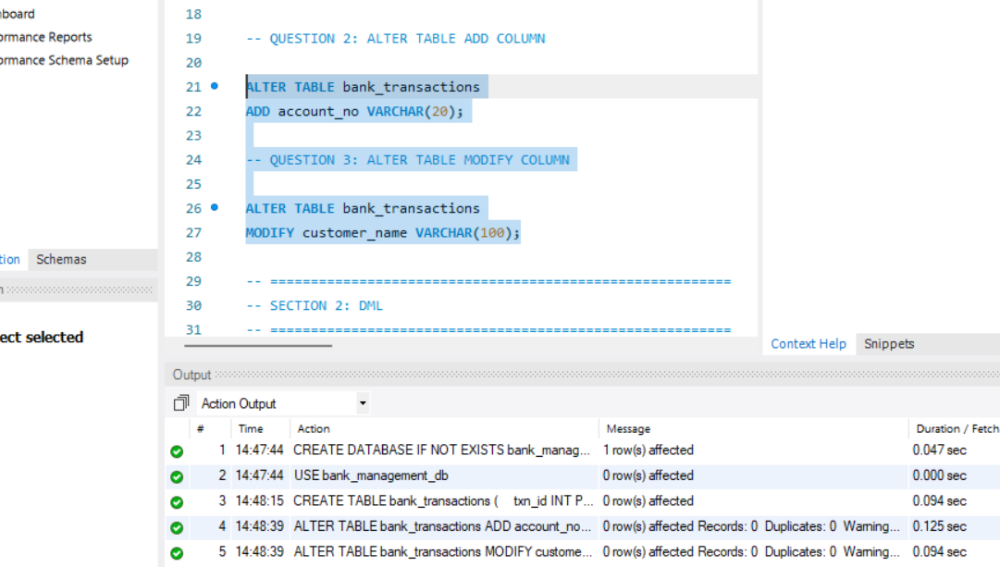 board
ormance Reports
ormance Schema Setup
tion Schemas
ect selected
18
19 -- QUESTION 2: ALTER TABLE ADD COLUMN
20
21 ALTER TABLE bank_transactions
22 ADD account_no VARCHAR(20);
23
24 -- QUESTION 3: ALTER TABLE MODIFY COLUMN
25
26 ALTER TABLE bank_transactions
27 MODIFY customer_name VARCHAR(100);
28
29 -- =========================================================
30 -- SECTION 2: DML
31 -- =========================================================
Context Help Snippets
Output
Action Output
# Time Action Message Duration / Fetch
1 14:47:44 CREATE DATABASE IF NOT EXISTS bank_manag... 1 row(s) affected 0.047 sec
2 14:47:44 USE bank_management_db 0 row(s) affected 0.000 sec
3 14:48:15 CREATE TABLE bank_transactions ( txn_id INT P... 0 row(s) affected 0.094 sec
4 14:48:39 ALTER TABLE bank_transactions ADD account_no... 0 row(s) affected Records: 0 Duplicates: 0 Warning... 0.125 sec
5 14:48:39 ALTER TABLE bank_transactions MODIFY custome... 0 row(s) affected Records: 0 Duplicates: 0 Warning... 0.094 sec